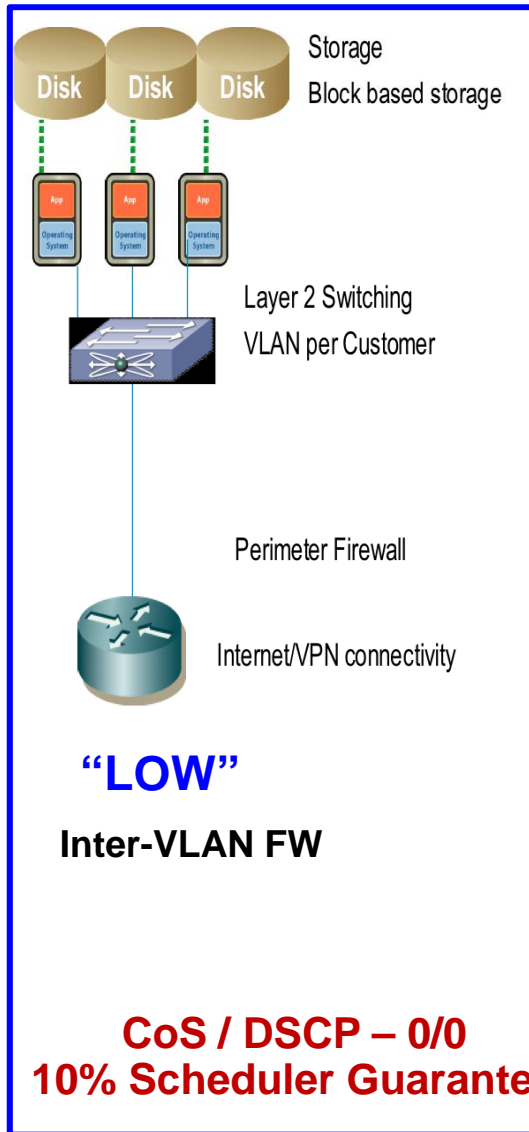 Storage
Disk Disk Disk
Block based storage
App App App
Operating System Operating System Operating System
Layer 2 Switching
VLAN per Customer
Perimeter Firewall
Internet/VPN connectivity
“LOW”
Inter-VLAN FW
CoS / DSCP – 0/0
10% Scheduler Guarante